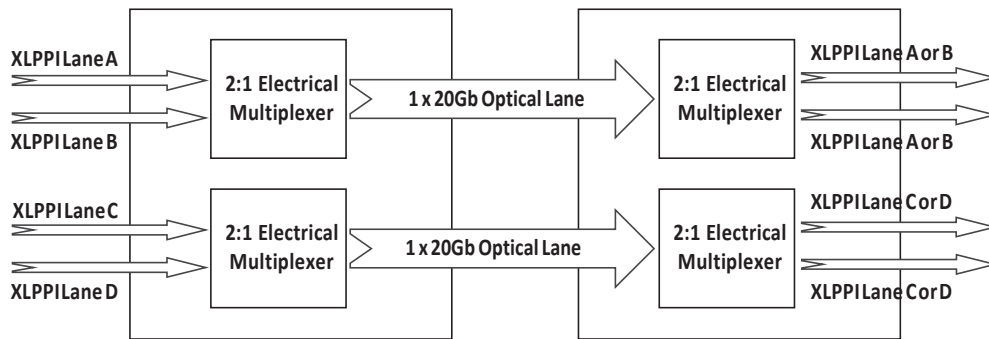 XLPPI Lane A
2:1 Electrical
Multiplexer
XLPPI Lane B
1 x 20Gb Optical Lane
2:1 Electrical
Multiplexer
XLPPI Lane A or B
XLPPI Lane A or B
XLPPI Lane C
2:1 Electrical
Multiplexer
XLPPI Lane D
1 x 20Gb Optical Lane
2:1 Electrical
Multiplexer
XLPPI Lane C or D
XLPPI Lane C or D